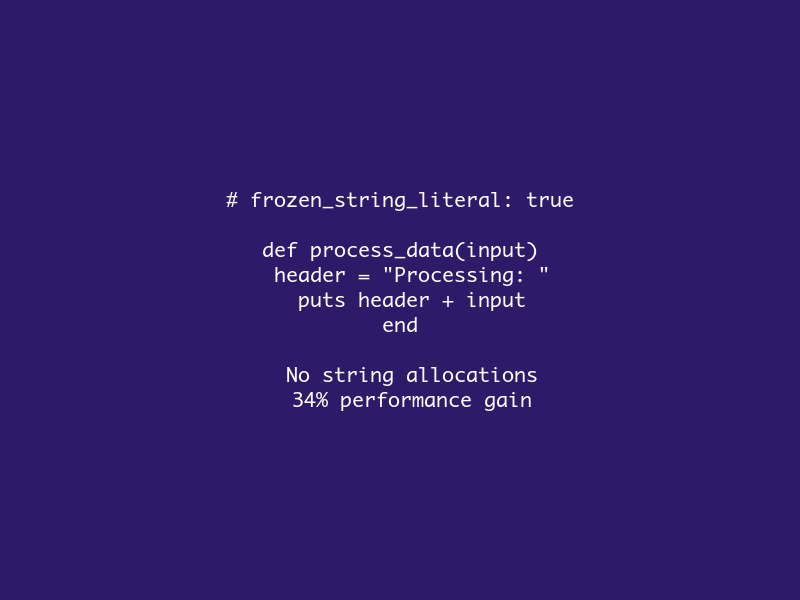 # frozen_string_literal: true
def process_data(input)
header = "Processing: "
puts header + input
end
No string allocations
34% performance gain